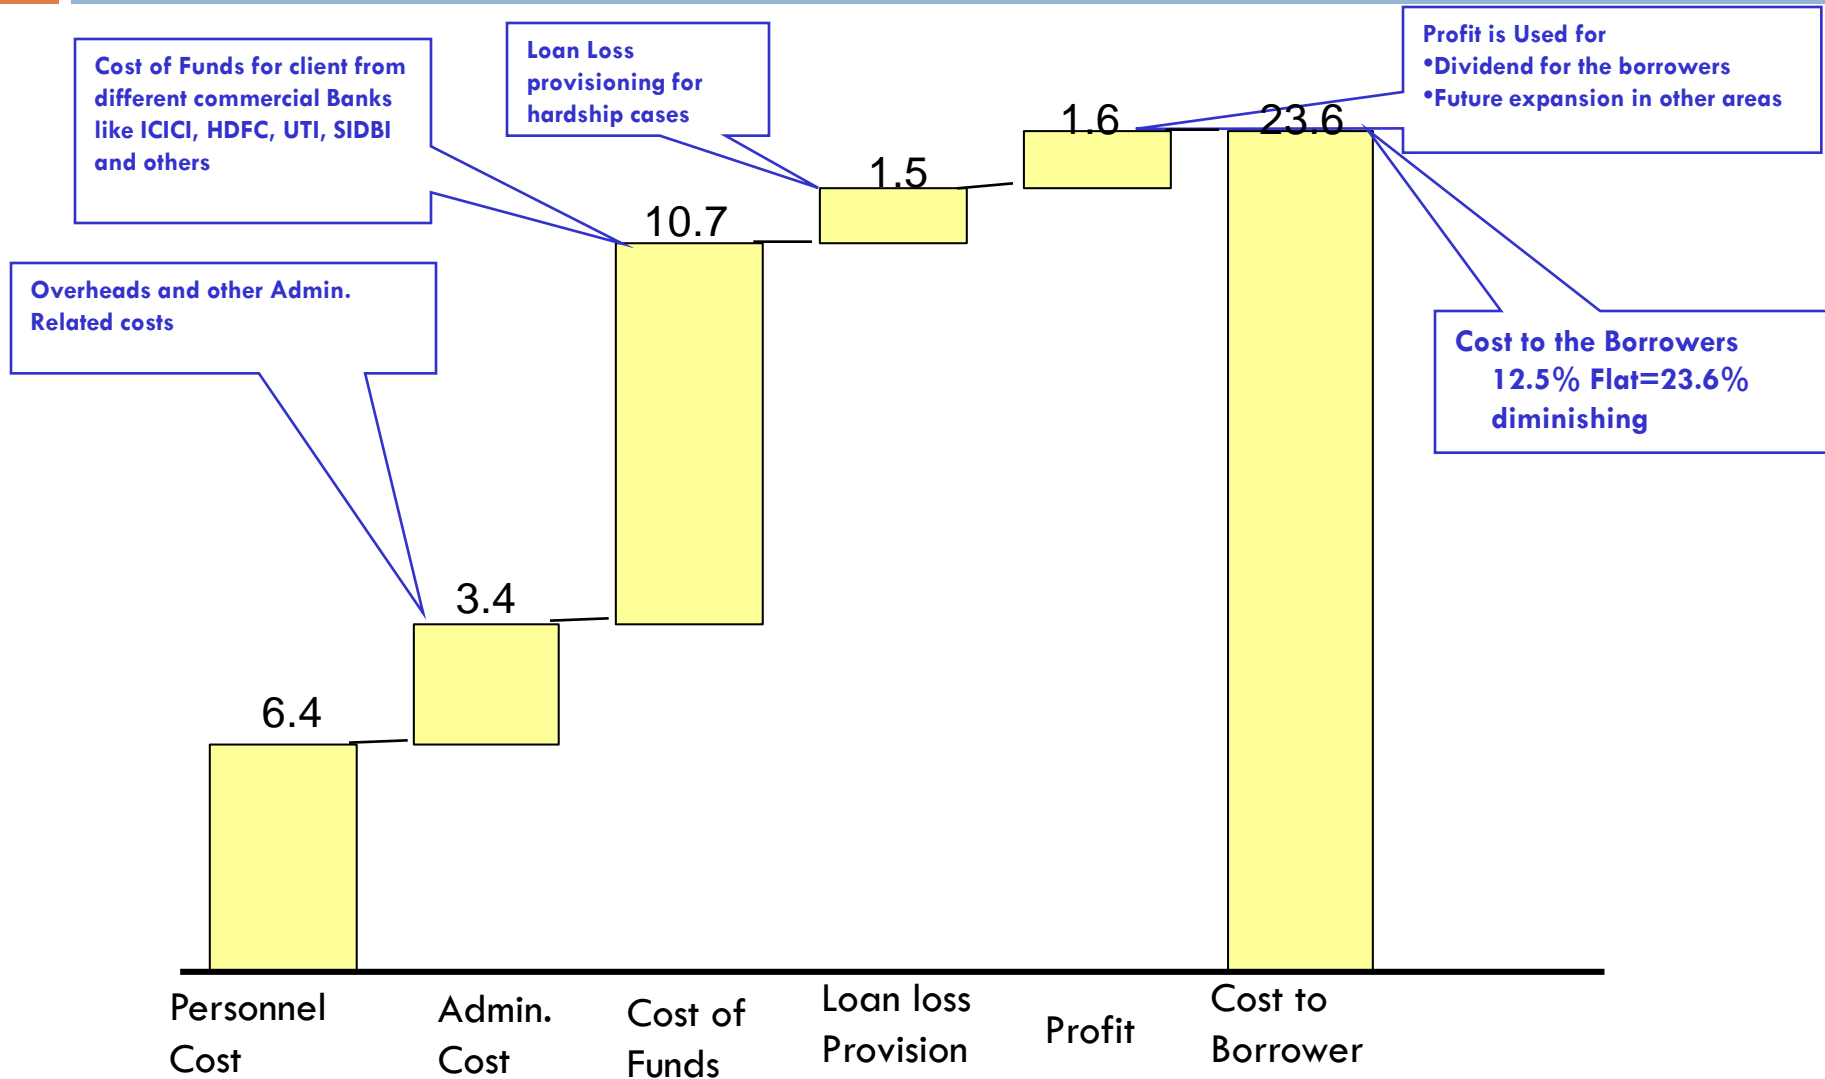 Cost of Funds for client from
different commercial Banks
like ICICI, HDFC, UTI, SIDBI
and others
Loan Loss
provisioning for
hardship cases
Profit is Used for
•Dividend for the borrowers
•Future expansion in other areas
Overheads and other Admin.
Related costs
Cost to the Borrowers
12.5% Flat=23.6%
diminishing
6.4
3.4
10.7
1.5
1.6
23.6
Personnel
Cost
Admin.
Cost
Cost of
Funds
Loan loss
Provision
Profit
Cost to
Borrower